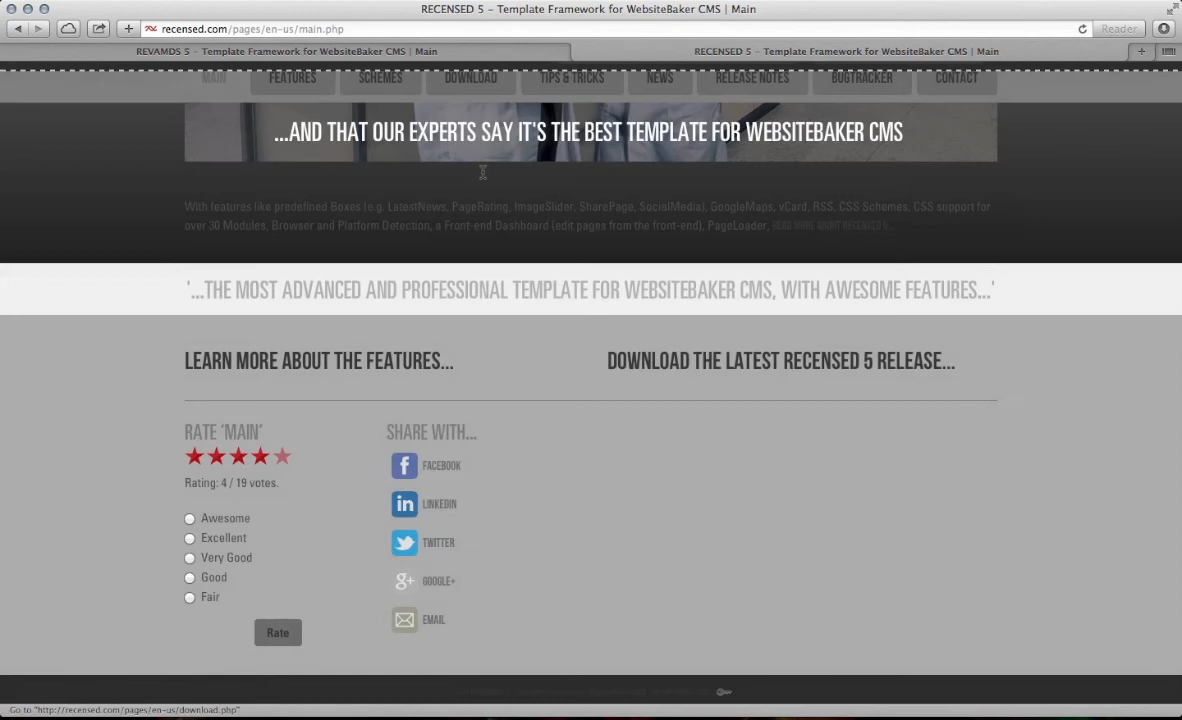 RECENSED 5 – Template Framework for WebsiteBaker CMS | Main
recensed.com/pages/en-us/main.php
Reader
REVAMDS 5 – Template Framework for WebsiteBaker CMS | Main
RECENSED 5 – Template Framework for WebsiteBaker CMS | Main
MAIN
FEATURES
SCHEMES
DOWNLOAD
TIPS & TRICKS
NEWS
RELEASE NOTES
BUGTRACKER
CONTACT
...AND THAT OUR EXPERTS SAY IT'S THE BEST TEMPLATE FOR WEBSITEBAKER CMS
With features like predefined Boxes (e.g. LatestNews, PageRating, ImageSlider, SharePage, SocialMedia), GoogleMaps, vCard, RSS, CSS Schemes, CSS support for
over 30 Modules, Browser and Platform Detection, a Front-end Dashboard (edit pages from the front-end), PageLoader, READ MORE ABOUT RECENSED 5...
'...THE MOST ADVANCED AND PROFESSIONAL TEMPLATE FOR WEBSITEBAKER CMS, WITH AWESOME FEATURES...'
LEARN MORE ABOUT THE FEATURES...
DOWNLOAD THE LATEST RECENSED 5 RELEASE...
RATE 'MAIN'
Rating: 4 / 19 votes.
Awesome
Excellent
Very Good
Good
Fair
Rate
SHARE WITH...
FACEBOOK
LINKEDIN
TWITTER
GOOGLE+
EMAIL
Go to "http://recensed.com/pages/en-us/download.php"